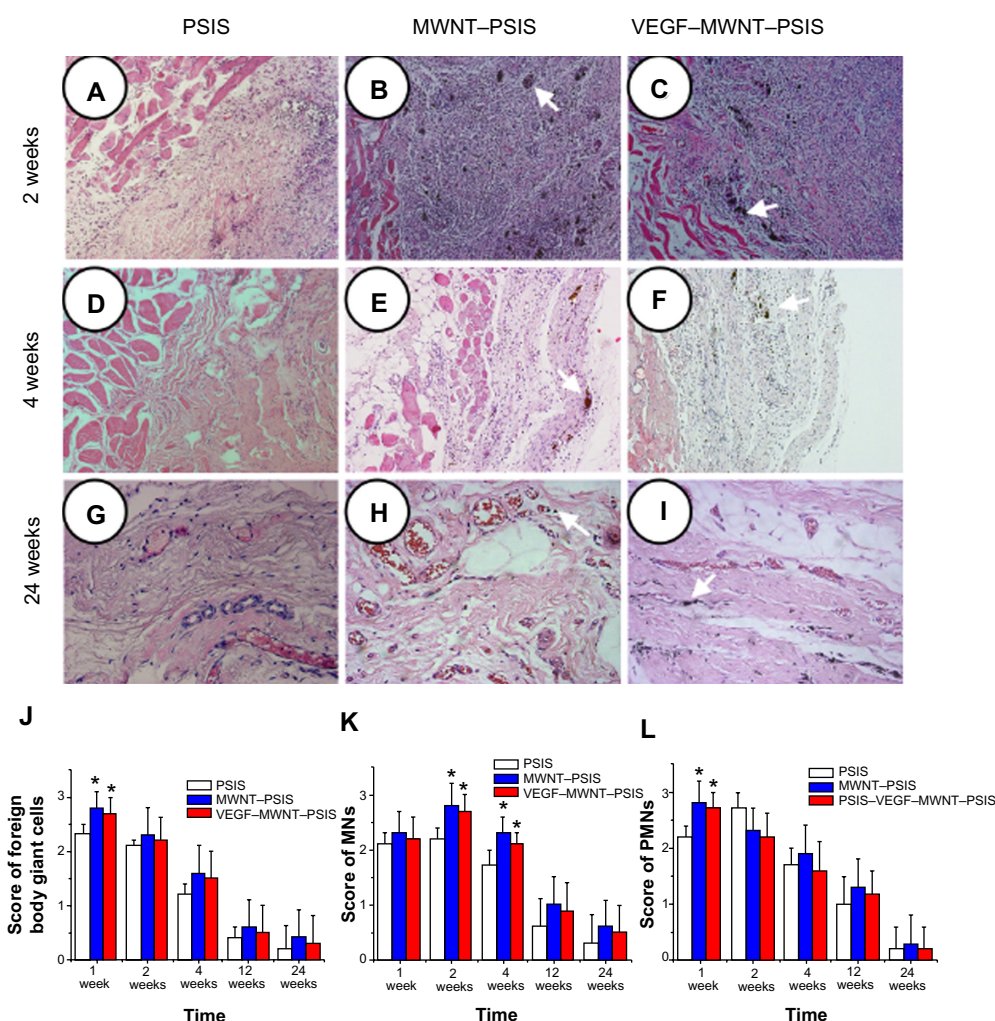 PSIS MWNT–PSIS VEGF–MWNT–PSIS
2 weeks
A B C
4 weeks
D E F
24 weeks
G H I
J
Score of foreign
body giant cells
3
2
1
0
* *
PSIS
MWNT–PSIS
VEGF–MWNT–PSIS
1 2 4 12 24
week weeks weeks weeks weeks
Time
K
Score of MNs
3
2
1
0
* * * *
PSIS
MWNT–PSIS
VEGF–MWNT–PSIS
1 2 4 12 24
week weeks weeks weeks weeks
Time
L
Score of PMNs
3
2
1
0
* *
PSIS
MWNT–PSIS
PSIS–VEGF–MWNT–PSIS
1 2 4 12 24
week weeks weeks weeks weeks
Time